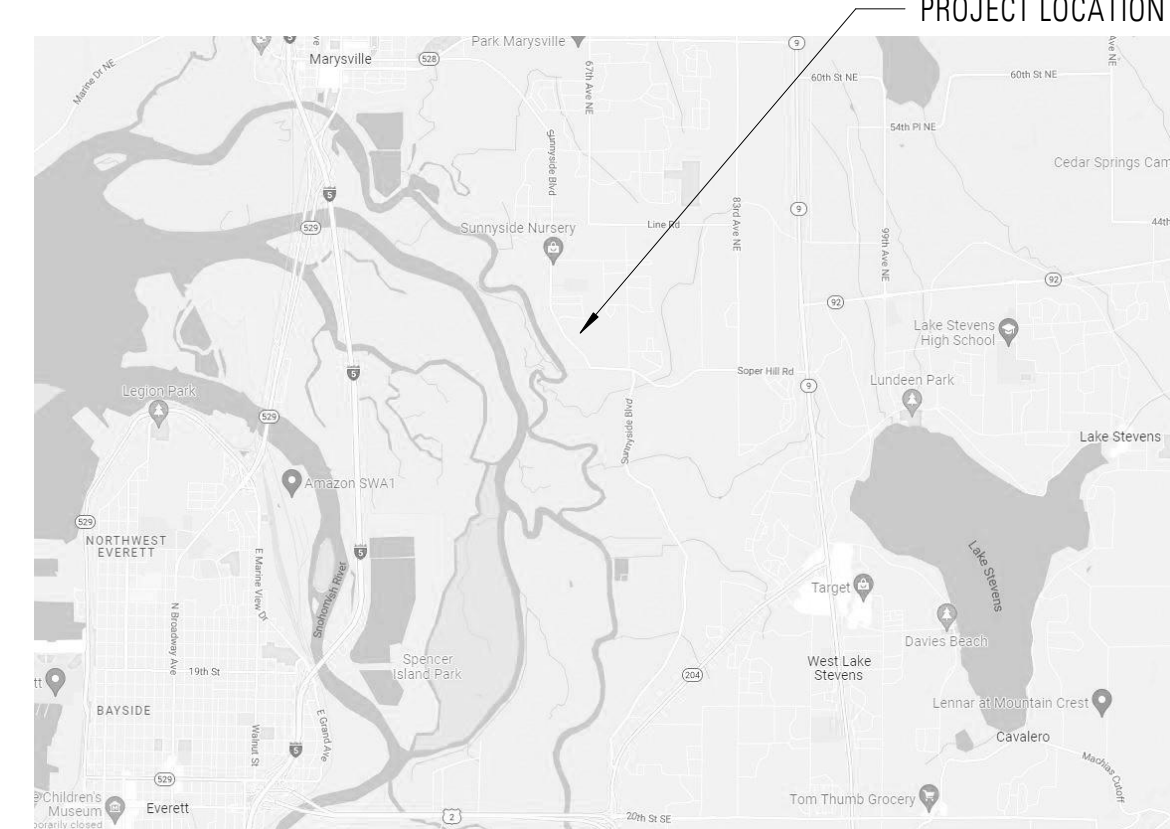 PROJECT LOCATION
Park Marysville
Marysville
528
9
Marine Dr NE
67th Ave NE
60th St NE
60th St NE
Ave NE
54th Pl NE
Cedar Springs Cam
Sunnyside Blvd
5
529
Sunnyside Nursery
Line Rd
83rd Ave NE
9
99th Ave NE
44th
92
92
Lake Stevens
High School
5
Soper Hill Rd
9
Lundeen Park
Legion Park
529
Sunnyside Blvd
Lake Stevens
Amazon SWA1
529
NORTHWEST
EVERETT
5
E Marine View Dr
Snohomish River
Lake Stevens
Target
N Broadway Ave
Davies Beach
19th St
Spencer
Island Park
204
West Lake
Stevens
tt
BAYSIDE
Lennar at Mountain Crest
E Grand Ave
Walnut St
5
Cavalero
Machias Cutoff
529
e Children's
Museum
porarily closed
Everett
2
20th St SE
Tom Thumb Grocery